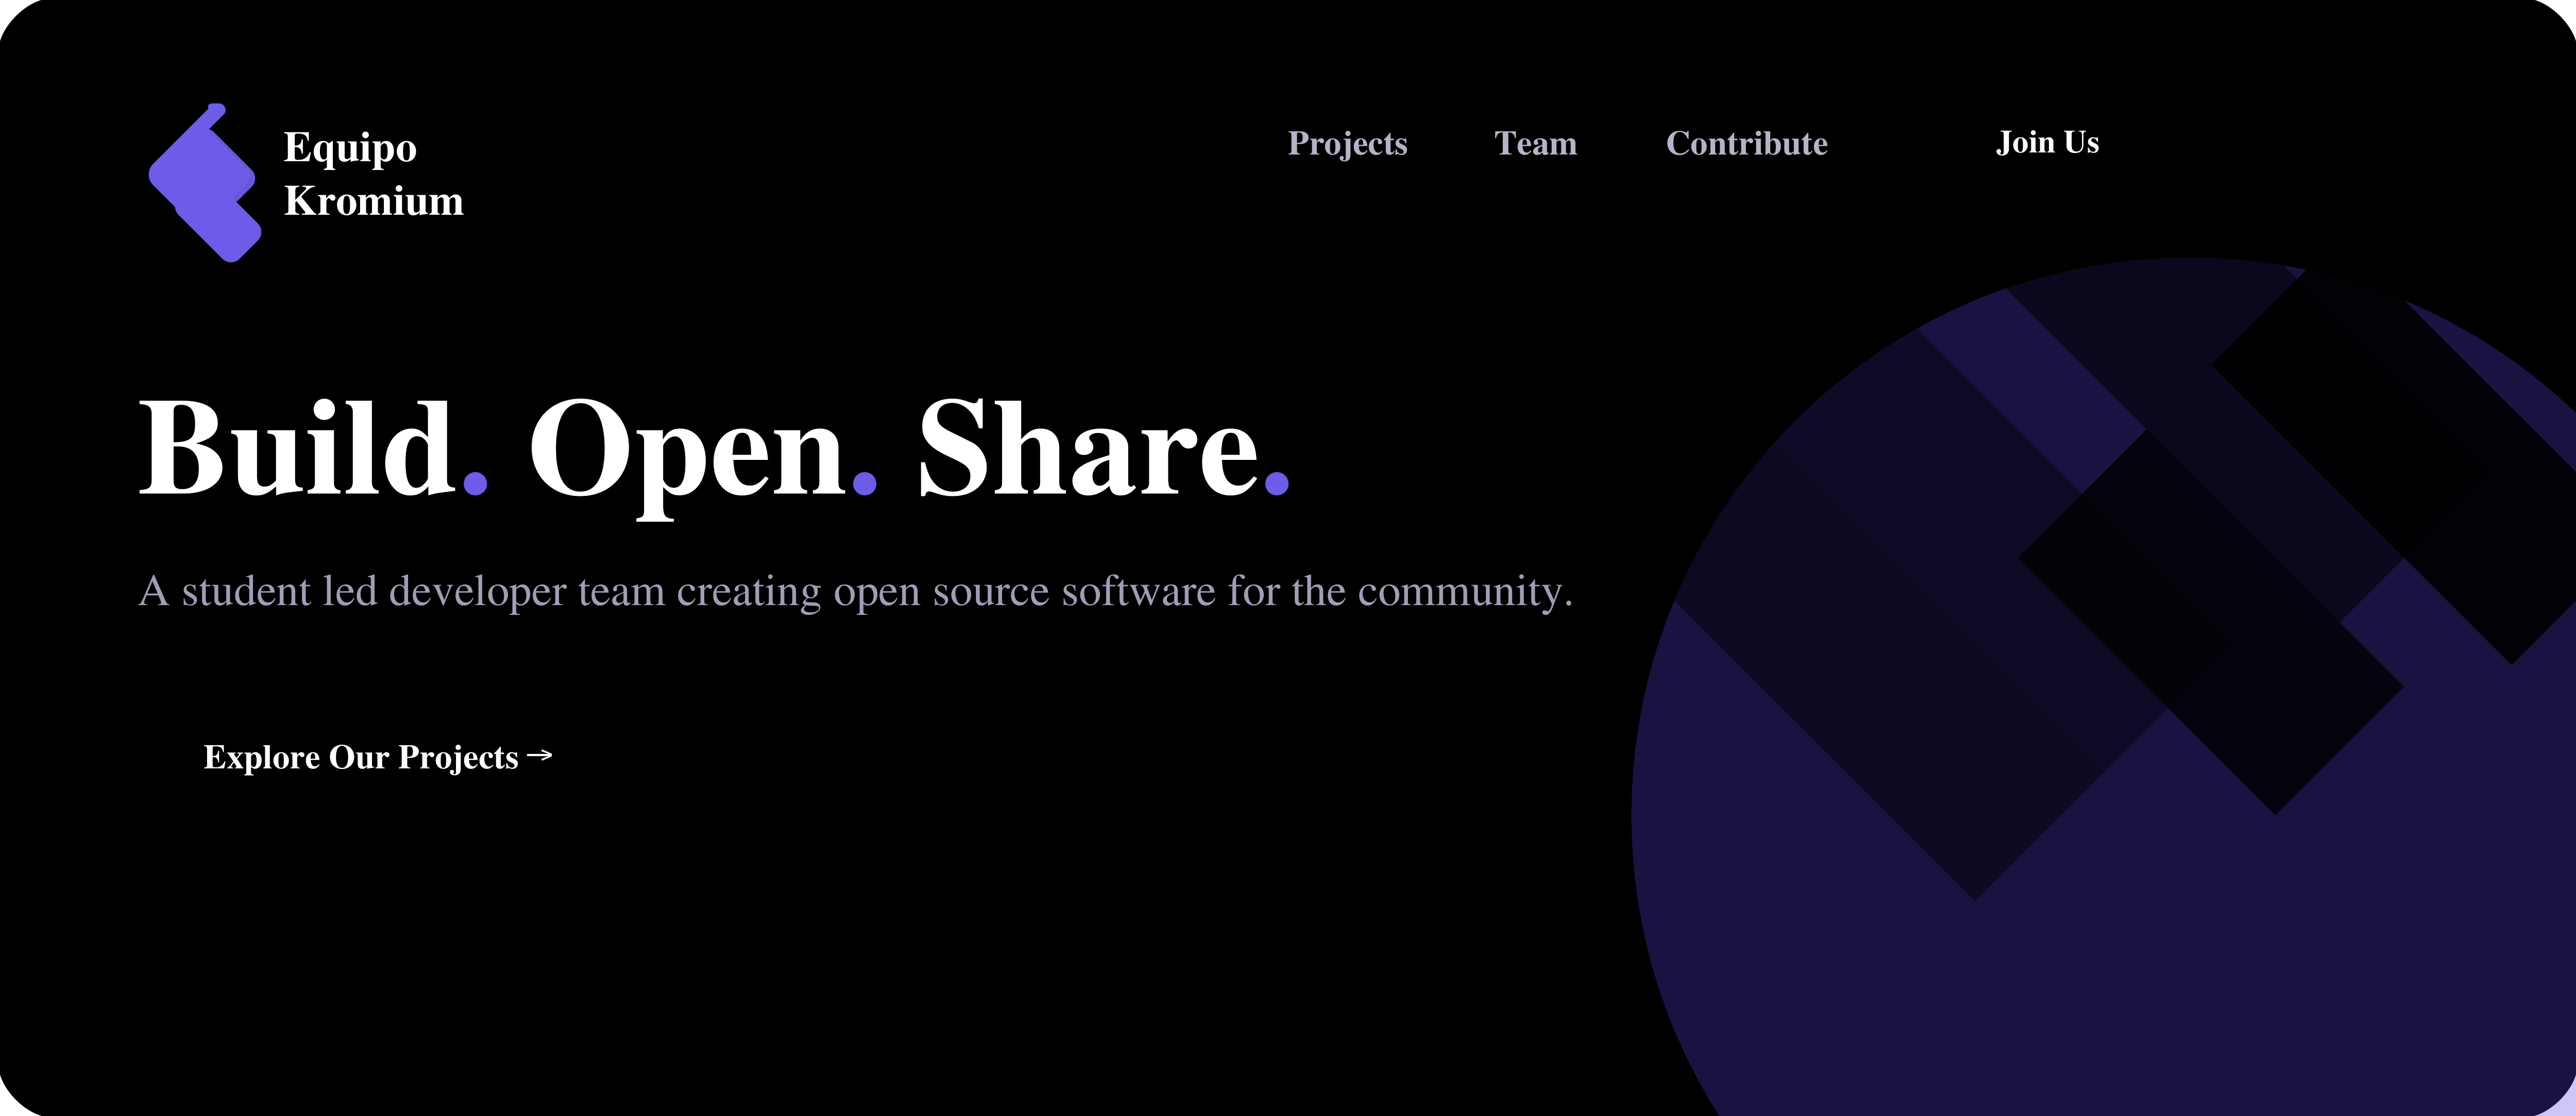 Equipo
Kromium
Projects Team Contribute Join Us
Build. Open. Share.
A student led developer team creating open source software for the community.
Explore Our Projects →